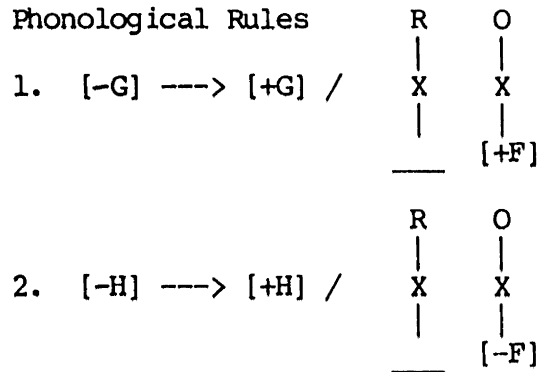 Phonological Rules R O
X X
1. [-G] ---> [+G] /
___ [+F]
R O
X X
2. [-H] ---> [+H] /
___ [-F]